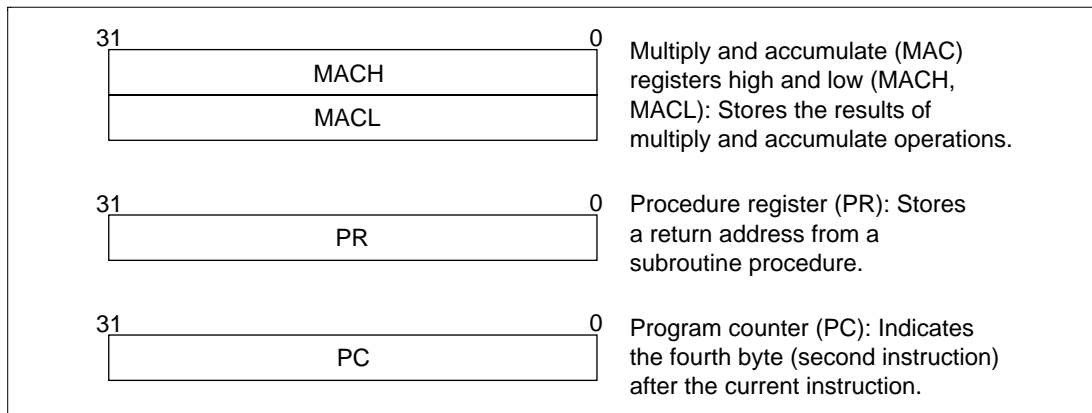 31 0
MACH
MACL
Multiply and accumulate (MAC)
registers high and low (MACH,
MACL): Stores the results of
multiply and accumulate operations.
31 0
PR
Procedure register (PR): Stores
a return address from a
subroutine procedure.
31 0
PC
Program counter (PC): Indicates
the fourth byte (second instruction)
after the current instruction.